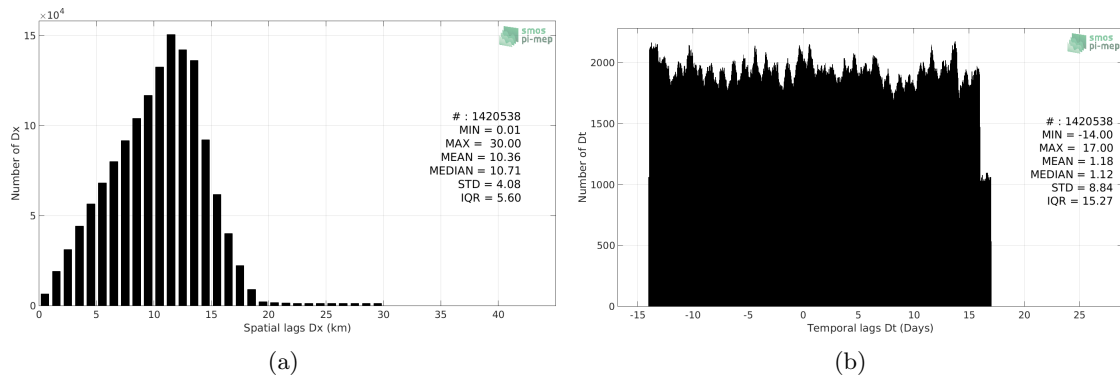 ×10⁴
15
10
5
0
Number of Dx
0 5 10 15 20 25 30 35 40
Spatial lags Dx (km)
smos
pi-mep
# : 1420538
MIN = 0.01
MAX = 30.00
MEAN = 10.36
MEDIAN = 10.71
STD = 4.08
IQR = 5.60
(a)
2000
1500
1000
500
0
Number of Dt
-15 -10 -5 0 5 10 15 20 25
Temporal lags Dt (Days)
smos
pi-mep
# : 1420538
MIN = -14.00
MAX = 17.00
MEAN = 1.18
MEDIAN = 1.12
STD = 8.84
IQR = 15.27
(b)